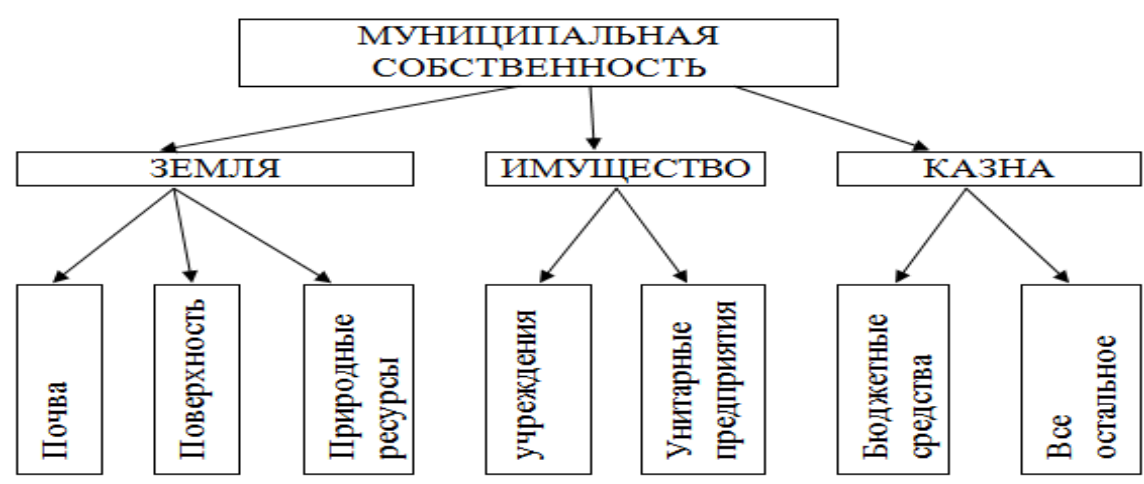 МУНИЦИПАЛЬНАЯ
СОБСТВЕННОСТЬ
ЗЕМЛЯ
ИМУЩЕСТВО
КАЗНА
Почва
Поверхность
Природные
ресурсы
учреждения
Унитарные
предприятия
Бюджетные
средства
Все
остальное